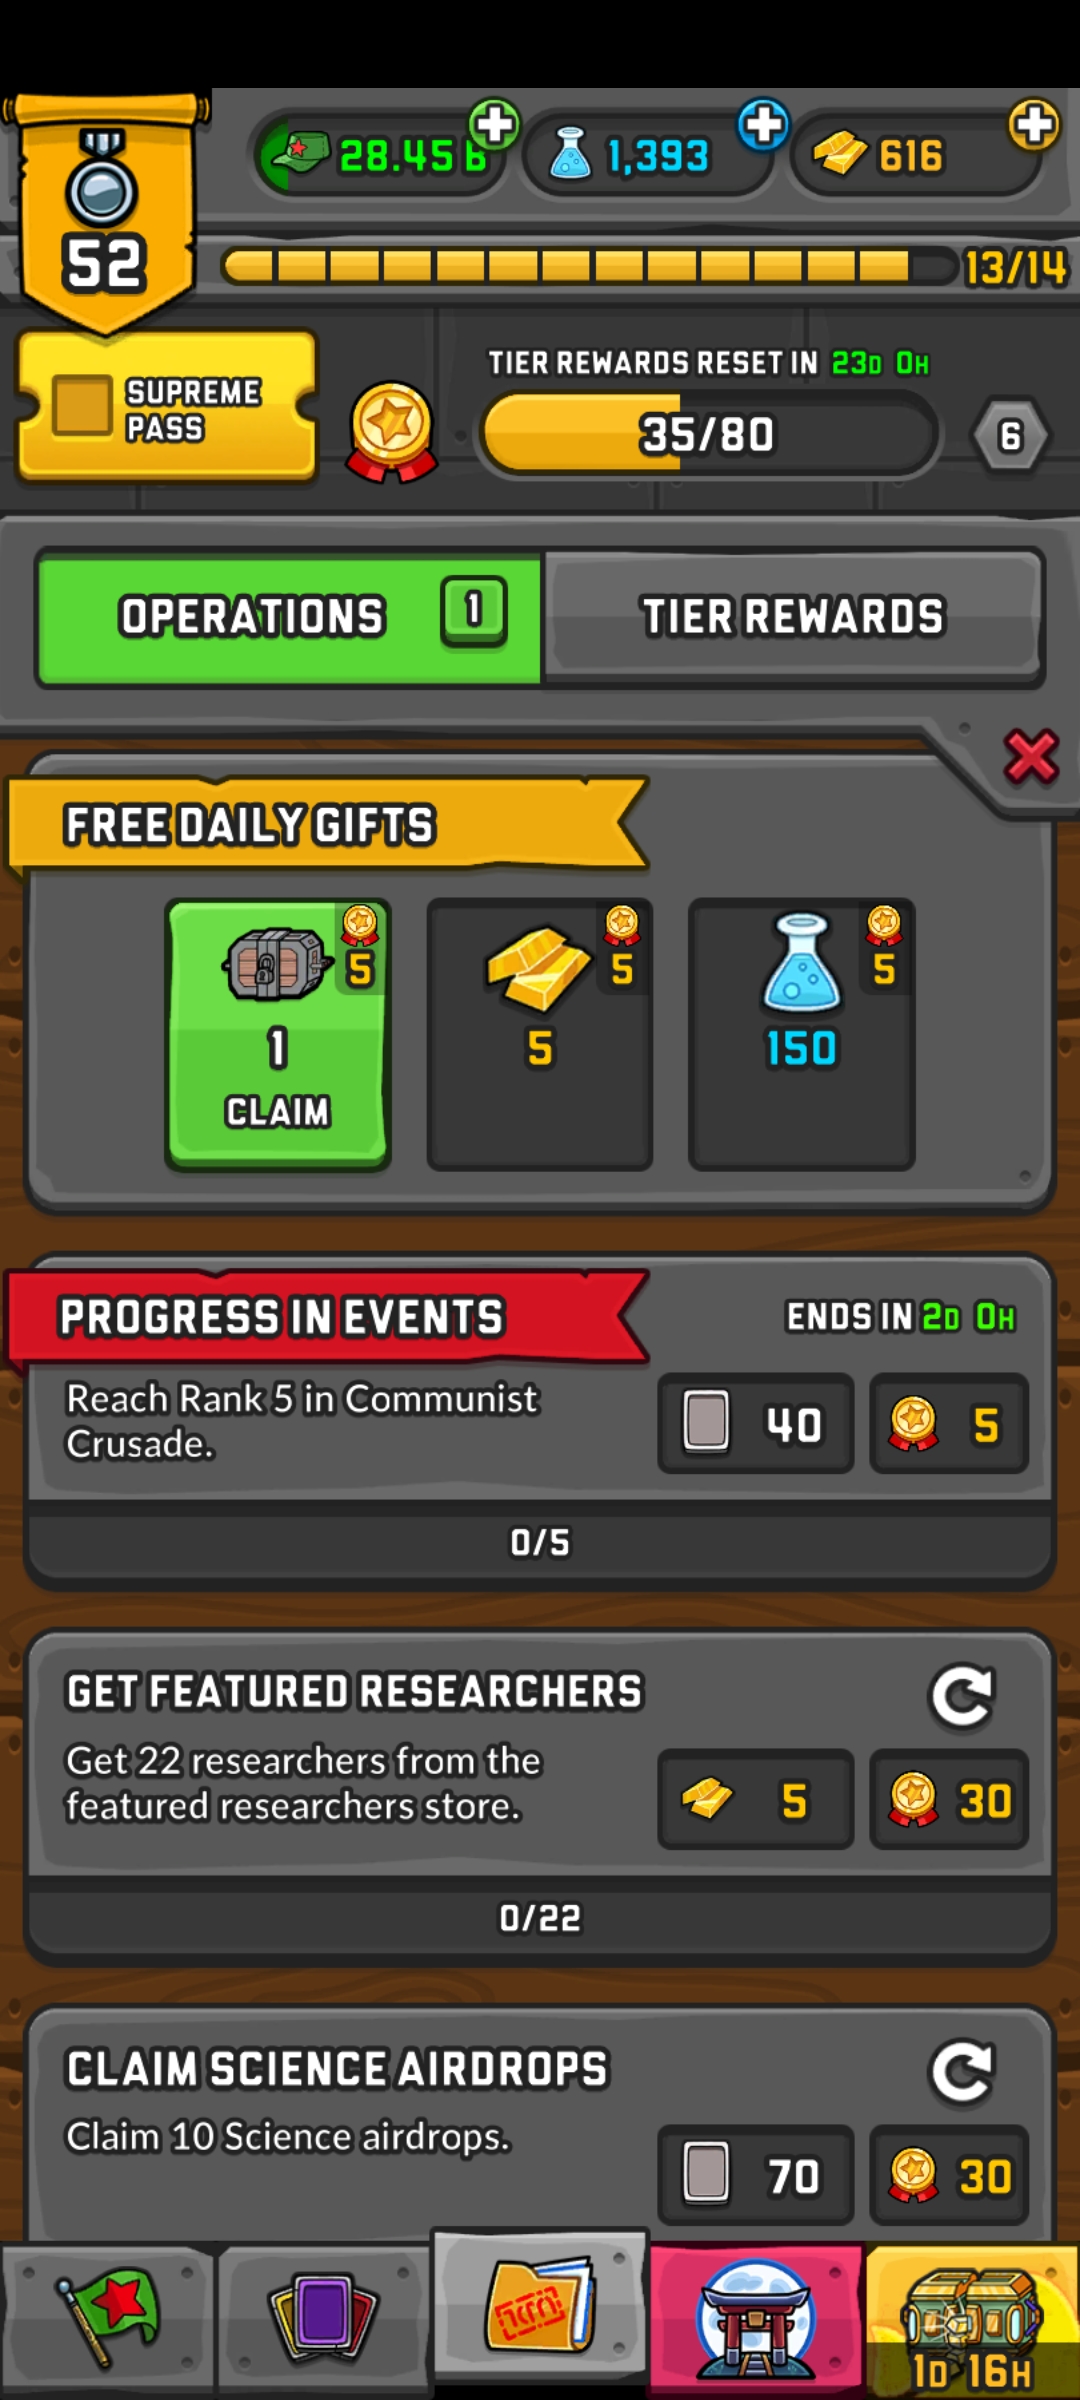 28.45 B
1,393
616
52
13/14
SUPREME
PASS
TIER REWARDS RESET IN 23D 0H
35/80
6
OPERATIONS 1
TIER REWARDS
FREE DAILY GIFTS
5
1
CLAIM
5
5
5
150
PROGRESS IN EVENTS
ENDS IN 2D 0H
Reach Rank 5 in Communist
Crusade.
40
5
0/5
GET FEATURED RESEARCHERS
Get 22 researchers from the
featured researchers store.
5
30
0/22
CLAIM SCIENCE AIRDROPS
Claim 10 Science airdrops.
70
30
1D 16H